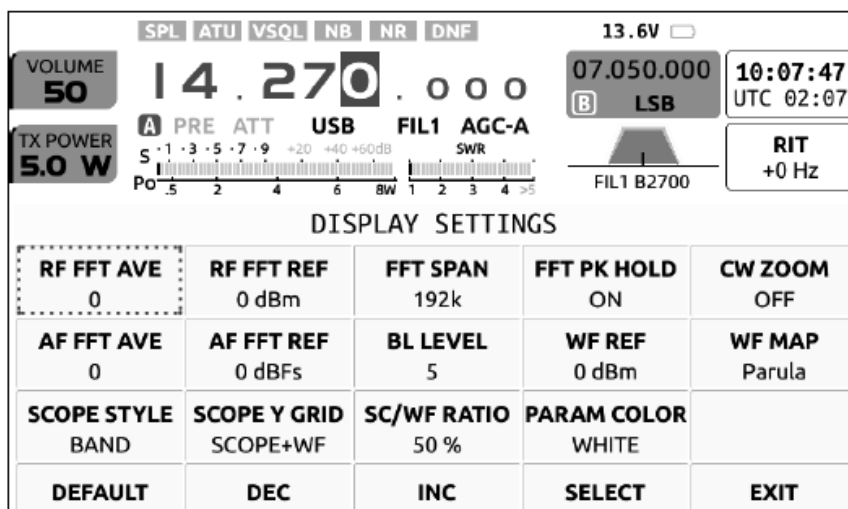 SPL ATU VSQL NB NR DNF 13.6V
VOLUME
50
14.270.000
07.050.000
B LSB
10:07:47
UTC 02:07
TX POWER
5.0 W
A PRE ATT USB FIL1 AGC-A
S ·1 ·3 ·5 ·7 ·9 +20 +40 +60dB SWR
Po .5 2 4 6 8W 1 2 3 4 >5
FIL1 B2700
RIT
+0 Hz
DISPLAY SETTINGS
RF FFT AVE RF FFT REF FFT SPAN FFT PK HOLD CW ZOOM
0 0 dBm 192k ON OFF
AF FFT AVE AF FFT REF BL LEVEL WF REF WF MAP
0 0 dBFs 5 0 dBm Parula
SCOPE STYLE SCOPE Y GRID SC/WF RATIO PARAM COLOR
BAND SCOPE+WF 50 % WHITE
DEFAULT DEC INC SELECT EXIT